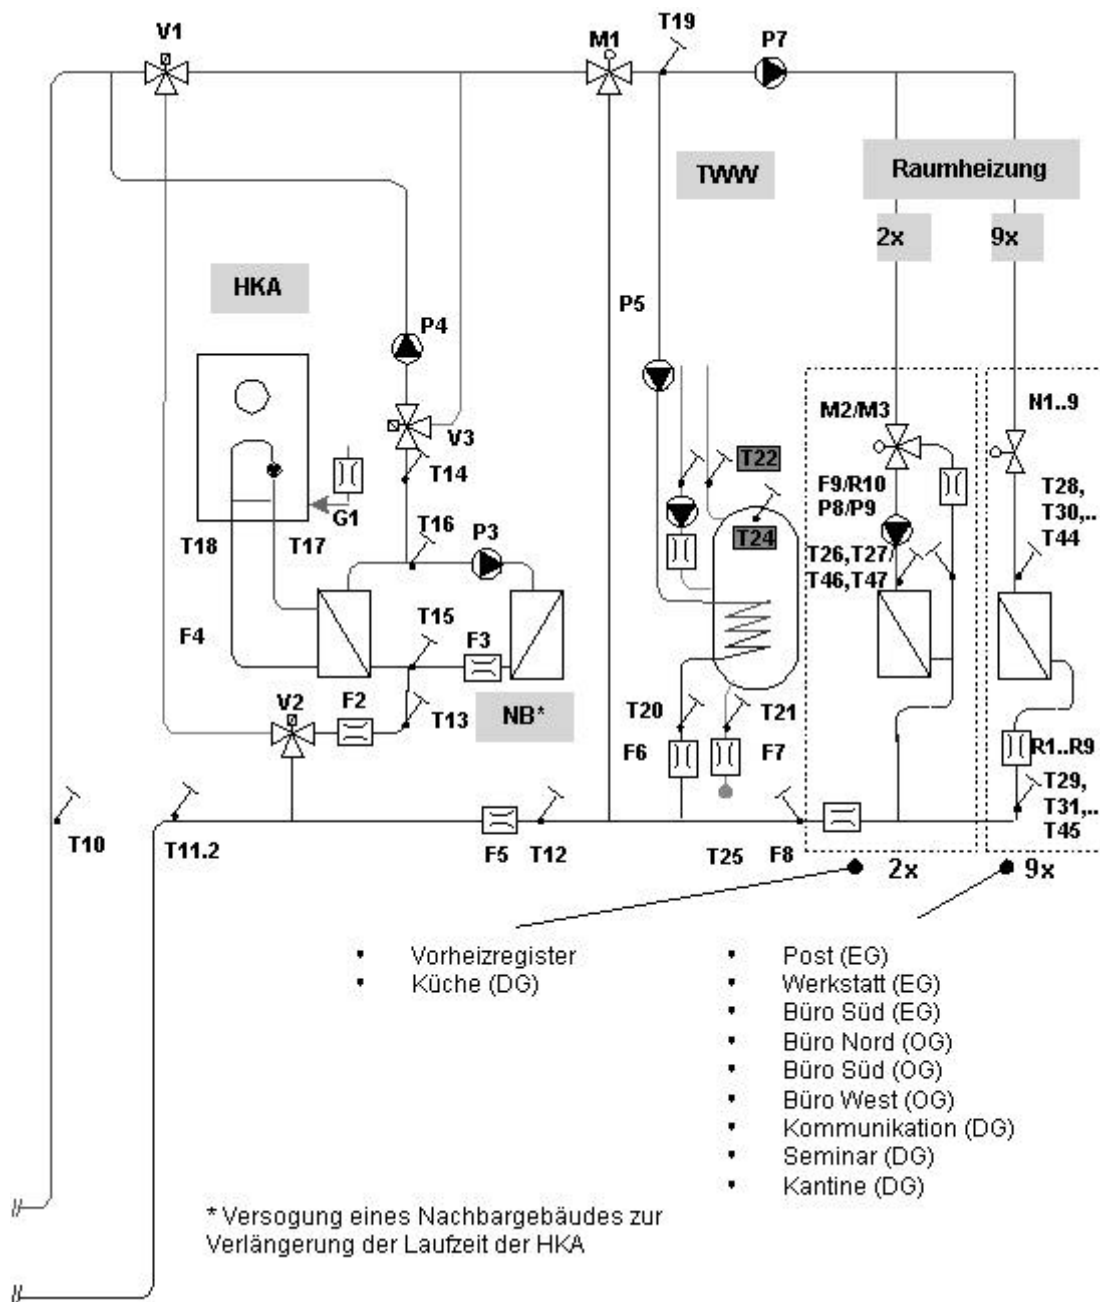 V1
M1
T19
P7
TWW
Raumheizung
2x
9x
HKA
P4
P5
V3
T14
G1
M2/M3
N1..9
T22
F9/R10
P8/P9
T24
T28,
T30,..
T44
T18
T17
T16
P3
T26,T27/
T46,T47
F4
T15
F3
V2
F2
T13
NB*
T20
T21
F6
F7
R1..R9
T29,
T31,..
T45
T10
T11.2
F5
T12
T25
F8
2x
9x
• Vorheizregister
• Küche (DG)
• Post (EG)
• Werkstatt (EG)
• Büro Süd (EG)
• Büro Nord (OG)
• Büro Süd (OG)
• Büro West (OG)
• Kommunikation (DG)
• Seminar (DG)
• Kantine (DG)
* Versogung eines Nachbargebäudes zur
Verlängerung der Laufzeit der HKA